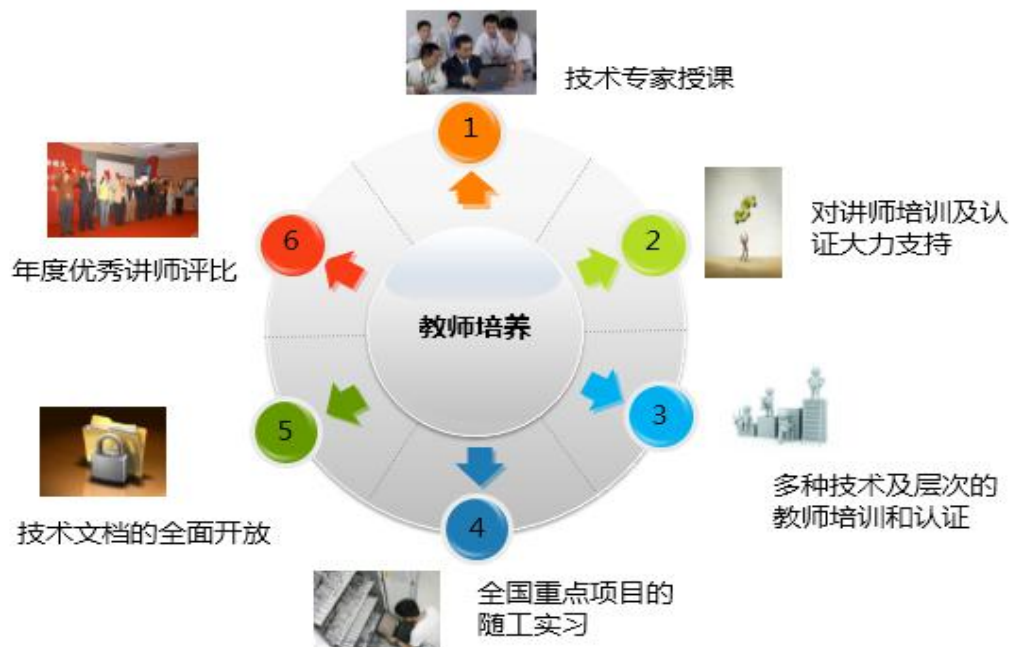 技术专家授课
1
2
对讲师培训及认
证大力支持
3
多种技术及层次的
教师培训和认证
4
全国重点项目的
随工实习
5
技术文档的全面开放
6
年度优秀讲师评比
教师培养